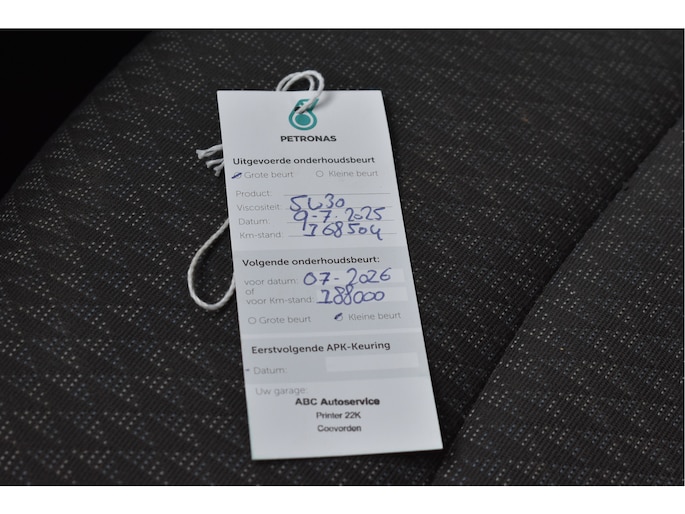 PETRONAS
Uitgevoerde onderhoudsbeurt
Grote beurt Kleine beurt
Product:
Viscositeit: 5w30
Datum: 9-7-2025
Km-stand: 168504
Volgende onderhoudsbeurt:
voor datum: 07-2026
of
voor Km-stand: 188000
Grote beurt Kleine beurt
Eerstvolgende APK-Keuring
Datum:
Uw garage:
ABC Autoservice
Printer 22K
Coevorden